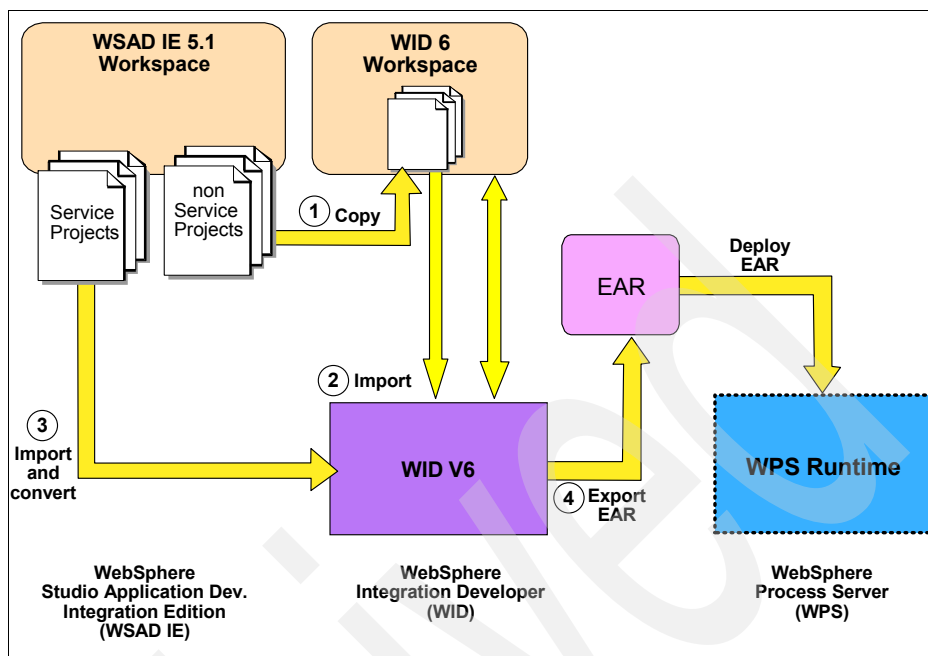 WSAD IE 5.1
Workspace
WID 6
Workspace
Service
Projects
non
Service
Projects
1 Copy
Deploy
EAR
EAR
2 Import
3
Import
and
convert
WID V6
4 Export
EAR
WPS Runtime
WebSphere
Studio Application Dev.
Integration Edition
(WSAD IE)
WebSphere
Integration Developer
(WID)
WebSphere
Process Server
(WPS)